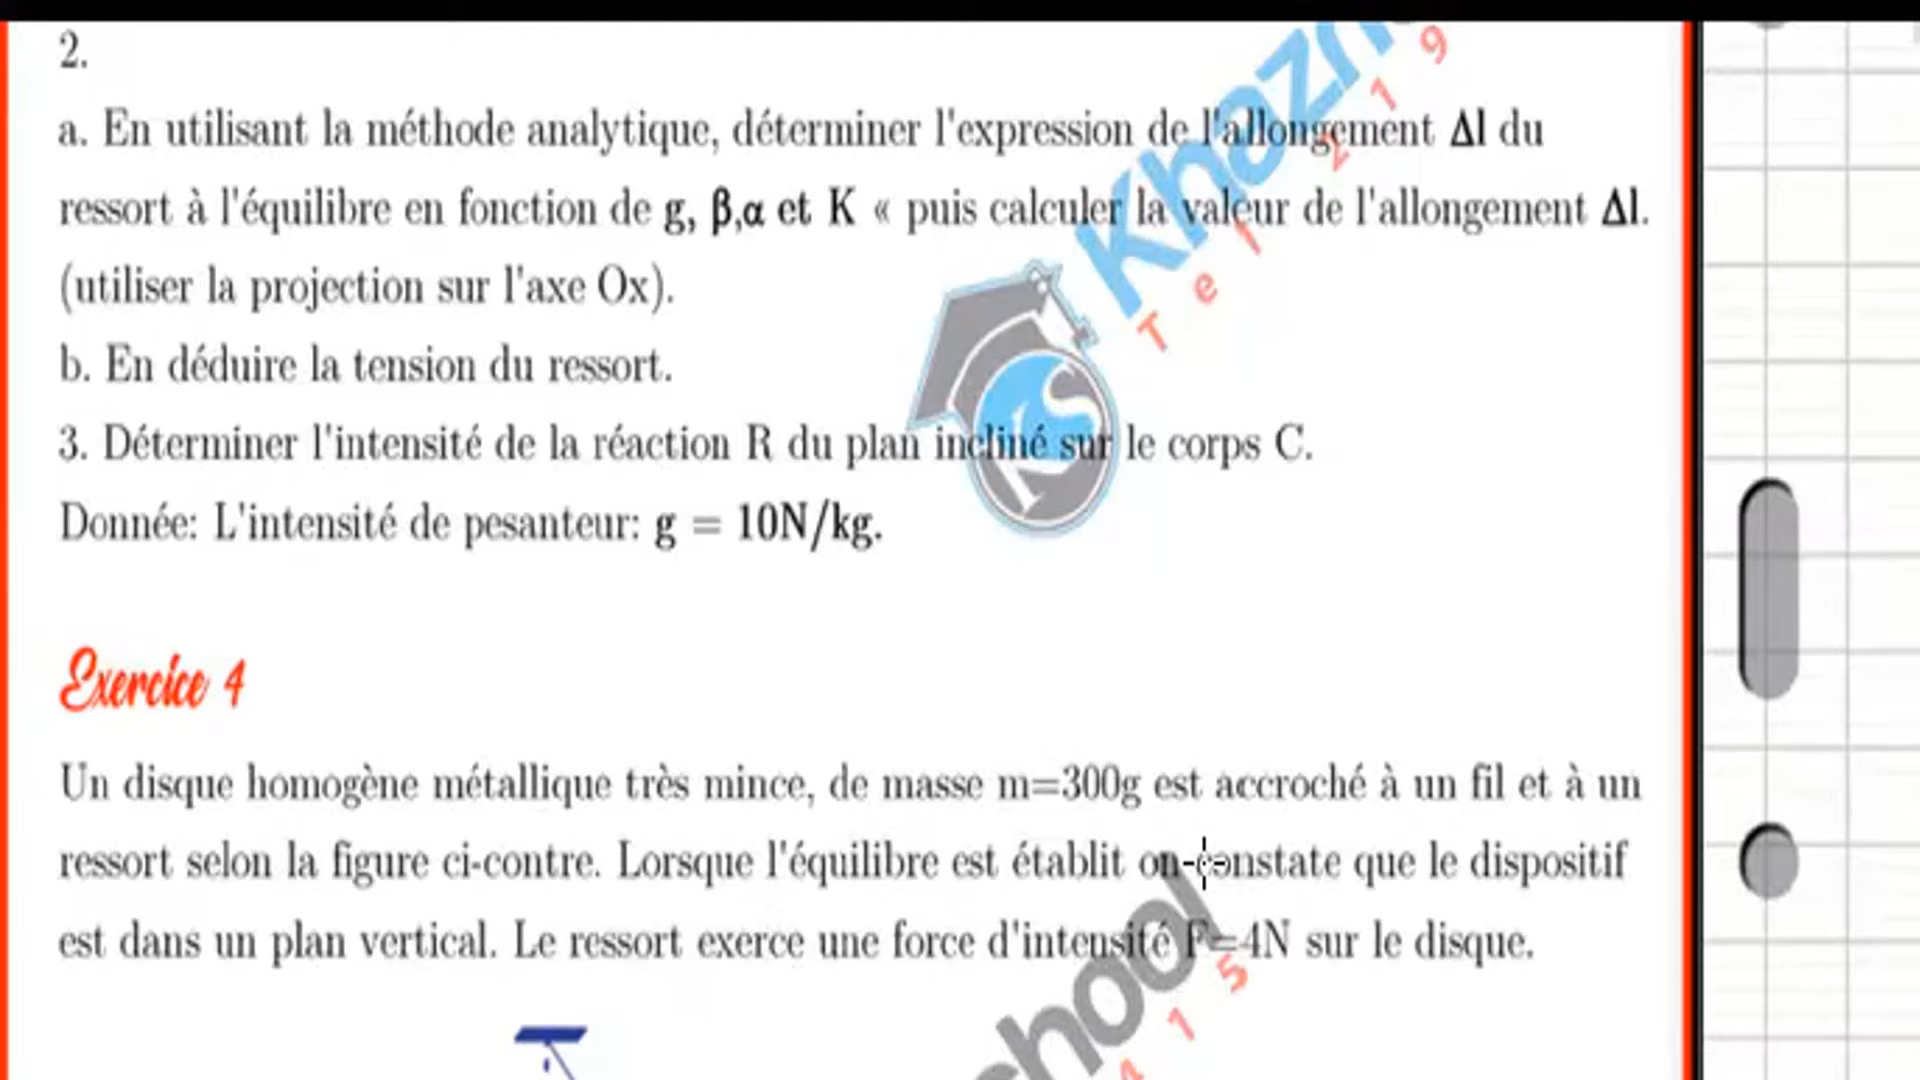 2.
a. En utilisant la méthode analytique, déterminer l'expression de l'allongement Δl du
ressort à l'équilibre en fonction de g, β,α et K « puis calculer la valeur de l'allongement Δl.
(utiliser la projection sur l'axe Ox).
b. En déduire la tension du ressort.
3. Déterminer l'intensité de la réaction R du plan incliné sur le corps C.
Donnée: L'intensité de pesanteur: g = 10N/kg.
Exercice 4
Un disque homogène métallique très mince, de masse m=300g est accroché à un fil et à un
ressort selon la figure ci-contre. Lorsque l'équilibre est établit on constate que le dispositif
est dans un plan vertical. Le ressort exerce une force d'intensité F=4N sur le disque.